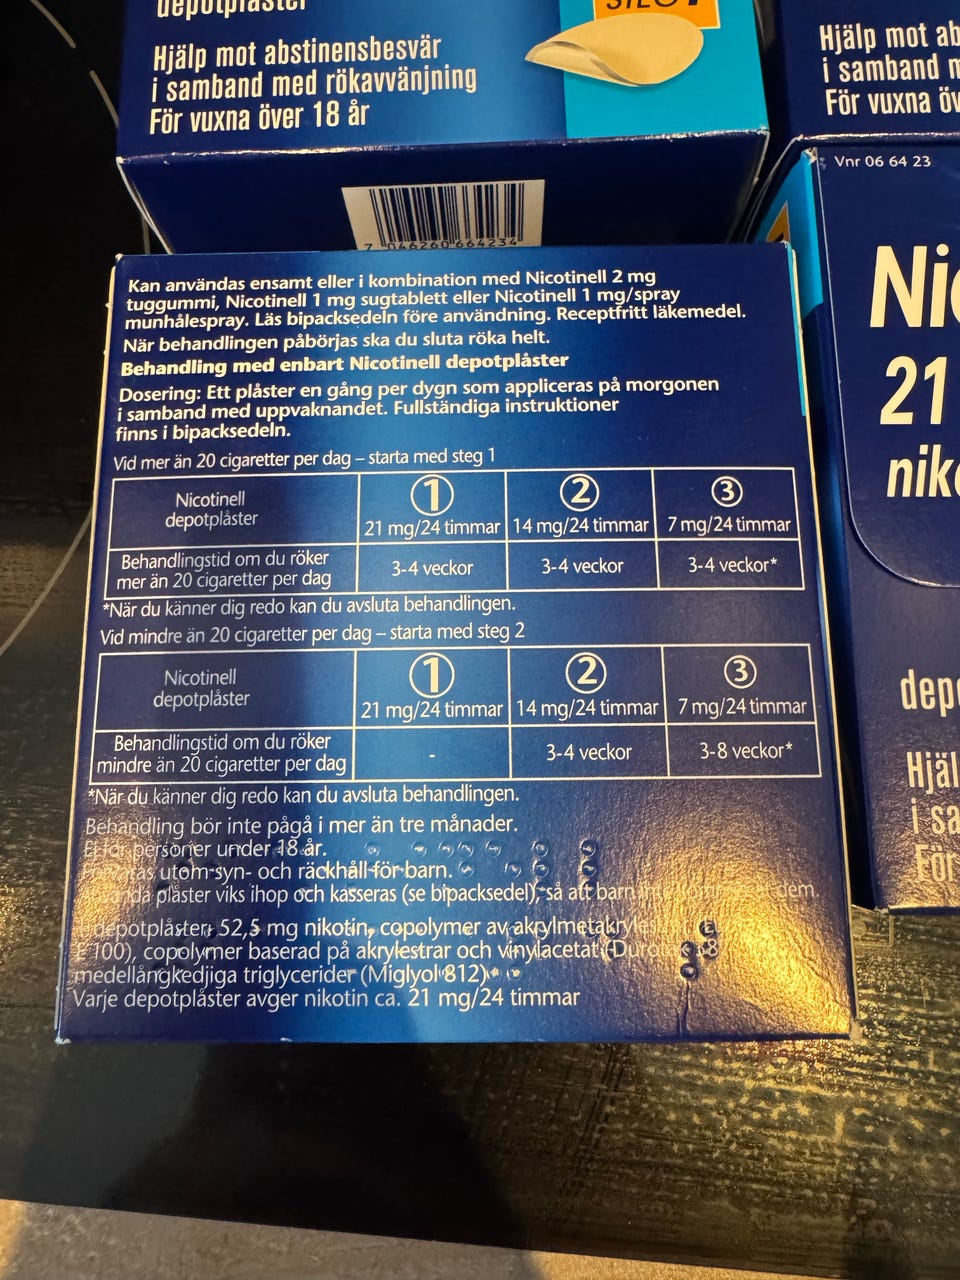 depotplåster
STEG 1
Hjälp mot abstinensbesvär
i samband med rökavvänjning
För vuxna över 18 år
Hjälp mot ab
i samband m
För vuxna öv
Vnr 06 64 23
7 046260 664234
Kan användas ensamt eller i kombination med Nicotinell 2 mg
tuggummi, Nicotinell 1 mg sugtablett eller Nicotinell 1 mg/spray
munhålespray. Läs bipacksedeln före användning. Receptfritt läkemedel.
När behandlingen påbörjas ska du sluta röka helt.
Behandling med enbart Nicotinell depotplåster
Dosering: Ett plåster en gång per dygn som appliceras på morgonen
i samband med uppvaknandet. Fullständiga instruktioner
finns i bipacksedeln.
Vid mer än 20 cigaretter per dag – starta med steg 1
Nicotinell
depotplåster
1
21 mg/24 timmar
2
14 mg/24 timmar
3
7 mg/24 timmar
Behandlingstid om du röker
mer än 20 cigaretter per dag
3-4 veckor
3-4 veckor
3-4 veckor*
*När du känner dig redo kan du avsluta behandlingen.
Vid mindre än 20 cigaretter per dag – starta med steg 2
Nicotinell
depotplåster
1
21 mg/24 timmar
2
14 mg/24 timmar
3
7 mg/24 timmar
Behandlingstid om du röker
mindre än 20 cigaretter per dag
-
3-4 veckor
3-8 veckor*
*När du känner dig redo kan du avsluta behandlingen.
Behandling bör inte pågå i mer än tre månader.
Ej för personer under 18 år.
utom syn- och räckhåll för barn.
plåster viks ihop och kasseras (se bipacksedel), så att barn dem.
52,5 mg nikotin, copolymer av
E 100), copolymer baserad på akrylestrar och vinylacetat
medellångkedjiga triglycerider (Miglyol 812)
Varje depotplåster avger nikotin ca. 21 mg/24 timmar
Nic
21
niko
depo
Hjäl
i sa
För